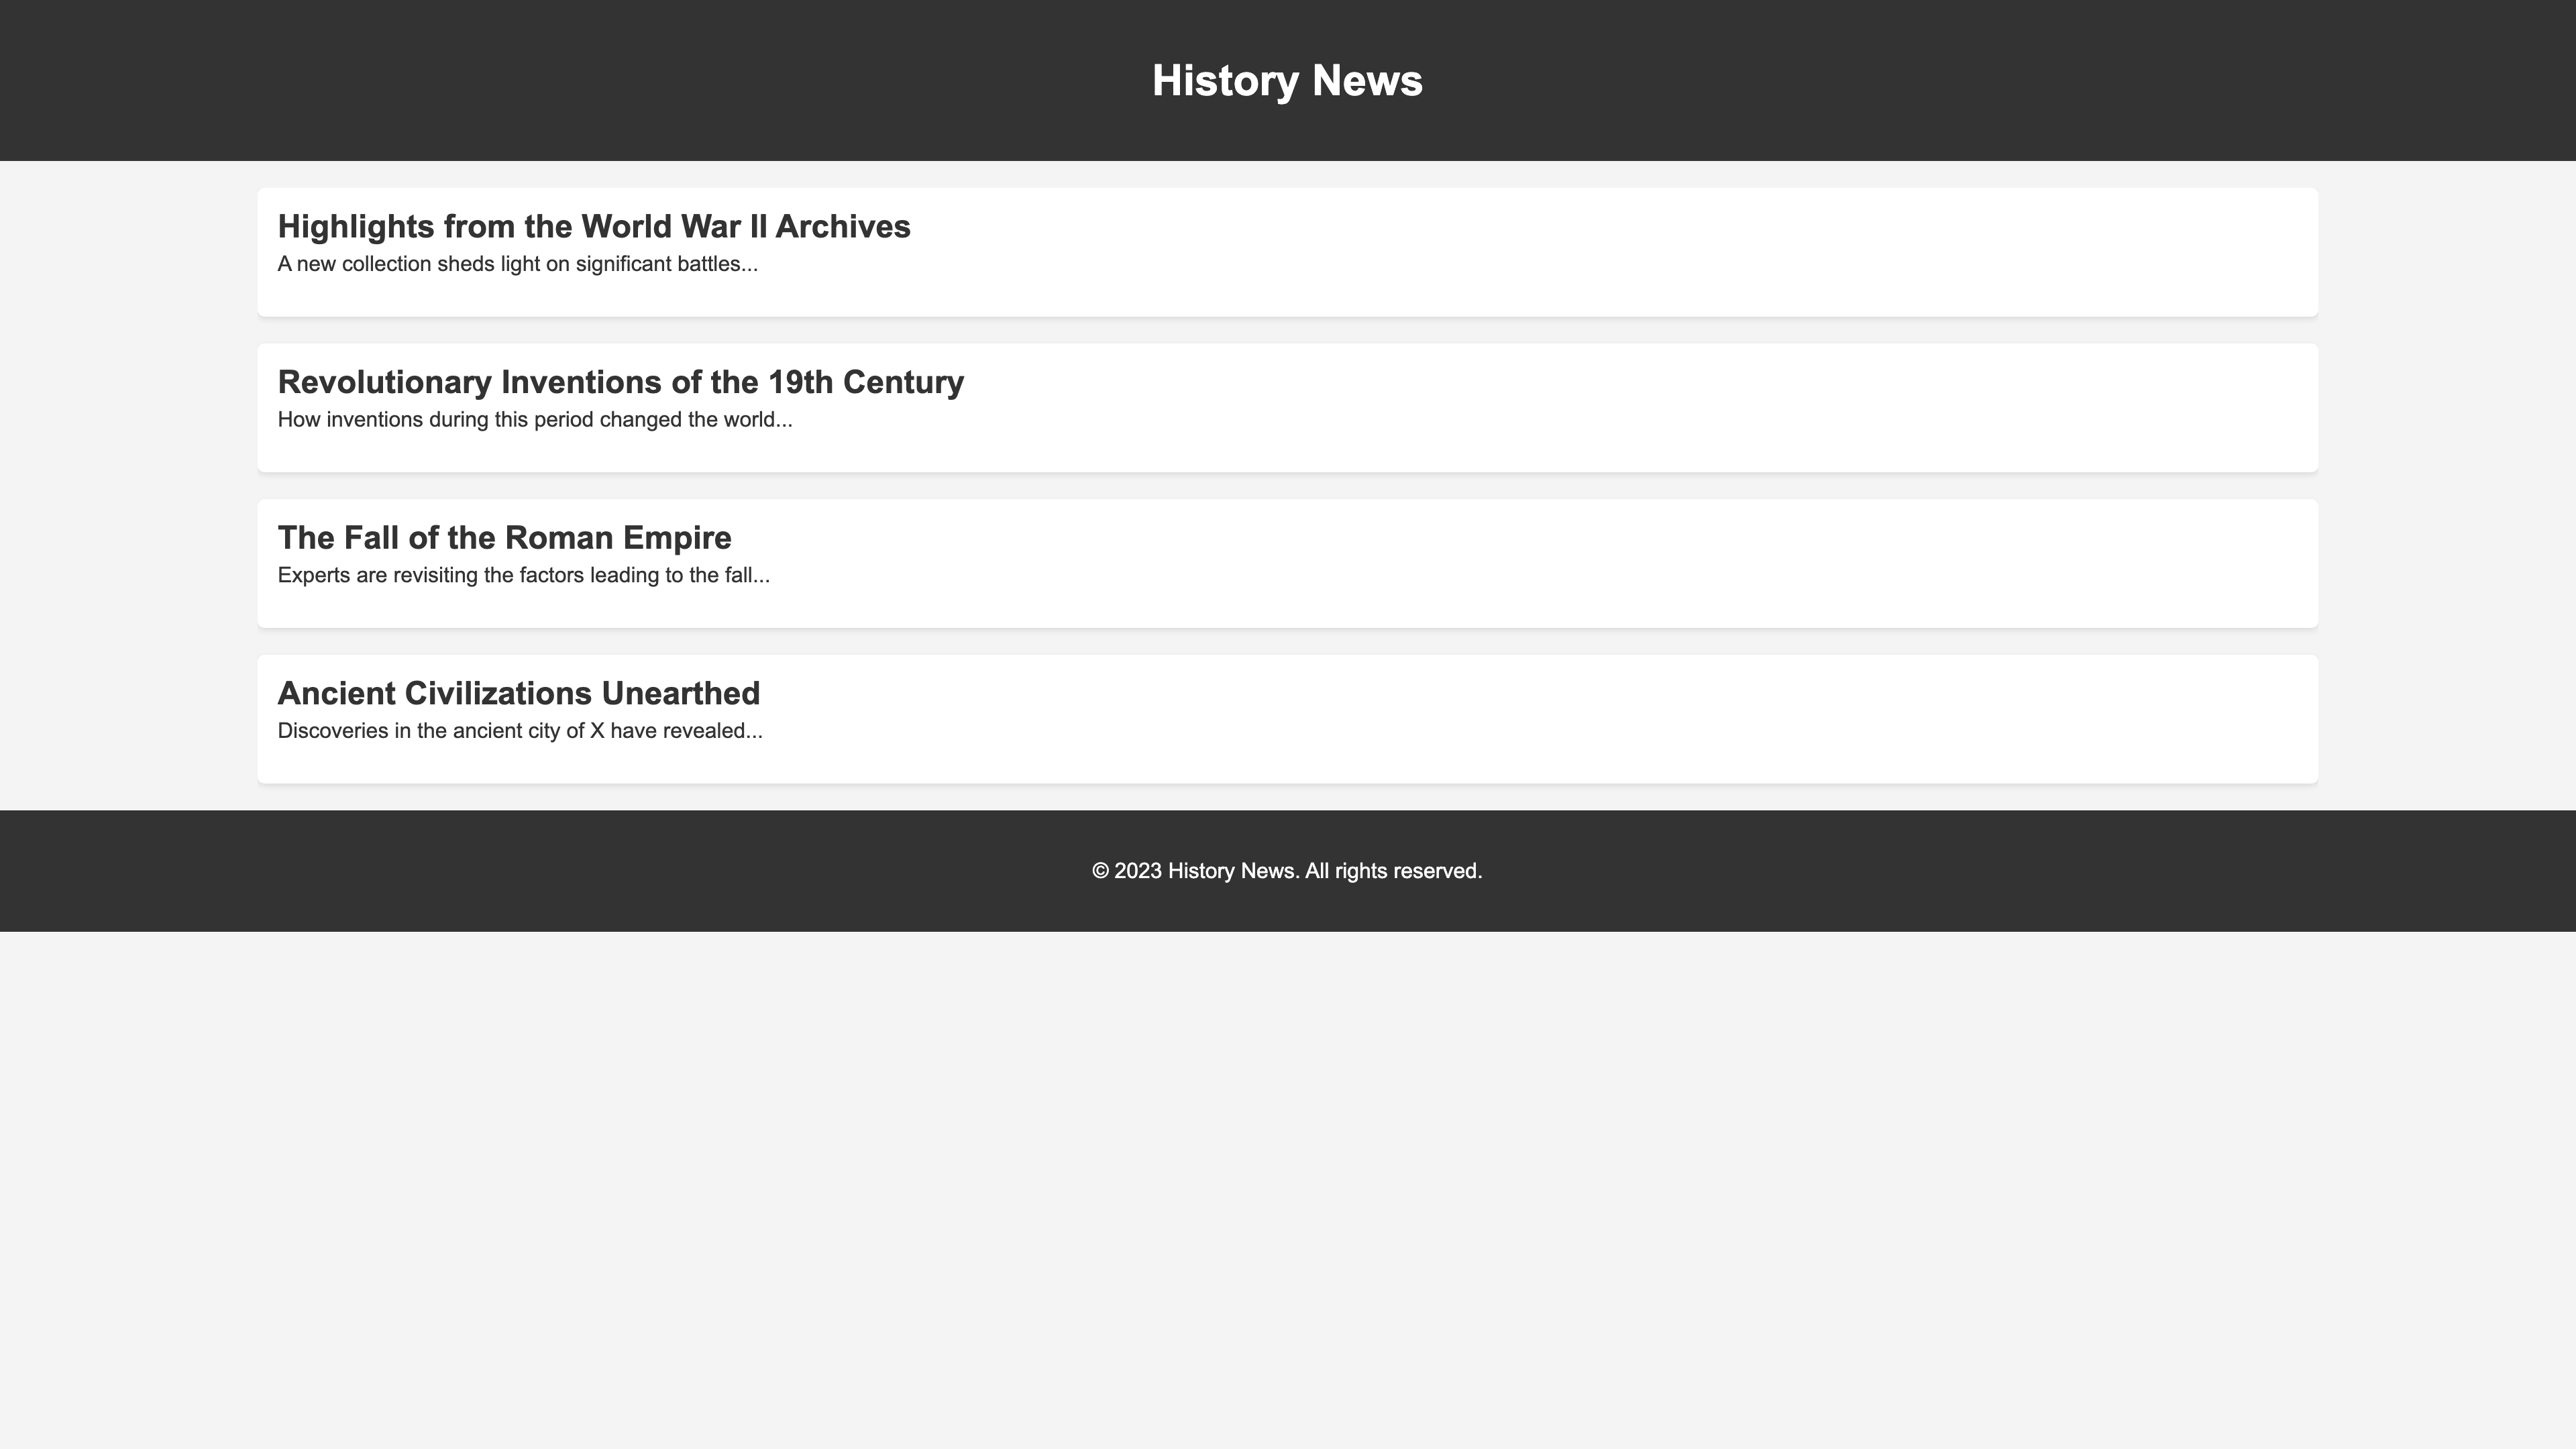 History News
Highlights from the World War II Archives
A new collection sheds light on significant battles...
Revolutionary Inventions of the 19th Century
How inventions during this period changed the world...
The Fall of the Roman Empire
Experts are revisiting the factors leading to the fall...
Ancient Civilizations Unearthed
Discoveries in the ancient city of X have revealed...
© 2023 History News. All rights reserved.